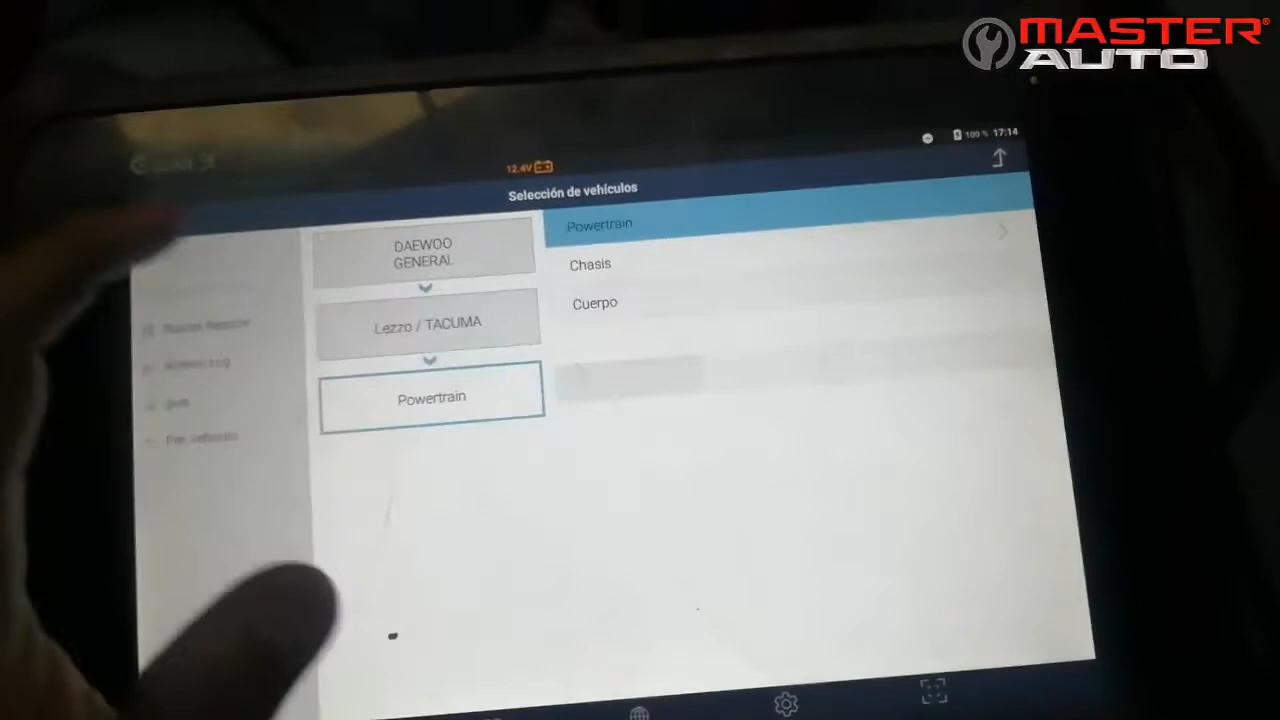 MASTER®
AUTO
100 % 17:14
12.4V
Selección de vehículos
DAEWOO
GENERAL
Lezzo / TACUMA
Powertrain
Powertrain
Chasis
Cuerpo